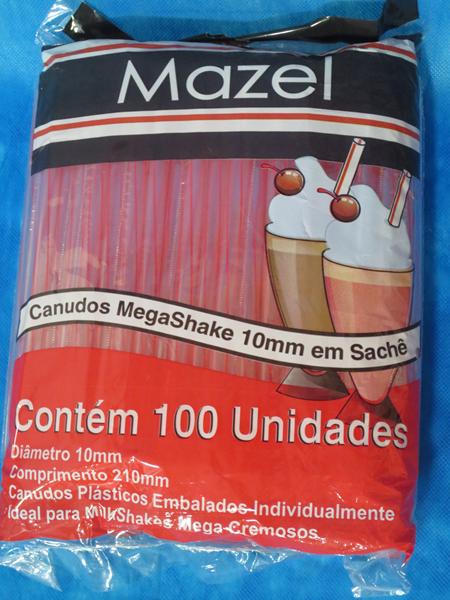 Mazel
Canudos MegaShake 10mm em Sachê
Contém 100 Unidades
Diâmetro 10mm
Comprimento 210mm
Canudos Plásticos Embalados Individualmente
Ideal para MilkShakes Mega Cremosos